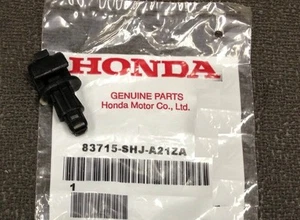 HONDA
GENUINE PARTS
Honda Motor Co., Ltd.
83715-SHJ-A21ZA
1